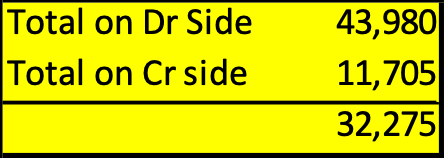 Total on Dr Side 43,980
Total on Cr side 11,705
32,275